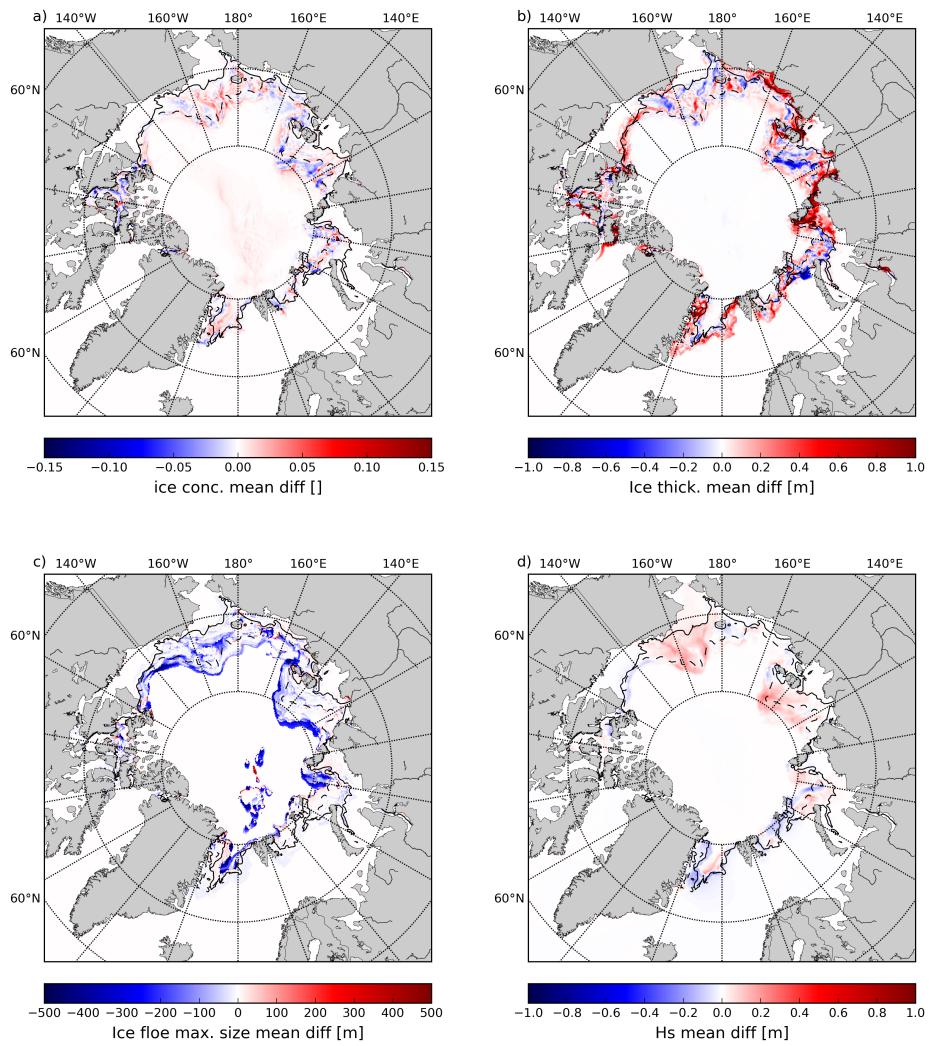 a) 140°W 160°W 180° 160°E 140°E
60°N
60°N
−0.15 −0.10 −0.05 0.00 0.05 0.10 0.15
ice conc. mean diff []
b) 140°W 160°W 180° 160°E 140°E
60°N
60°N
−1.0 −0.8 −0.6 −0.4 −0.2 0.0 0.2 0.4 0.6 0.8 1.0
Ice thick. mean diff [m]
c) 140°W 160°W 180° 160°E 140°E
60°N
60°N
−500 −400 −300 −200 −100 0 100 200 300 400 500
Ice floe max. size mean diff [m]
d) 140°W 160°W 180° 160°E 140°E
60°N
60°N
−1.0 −0.8 −0.6 −0.4 −0.2 0.0 0.2 0.4 0.6 0.8 1.0
Hs mean diff [m]